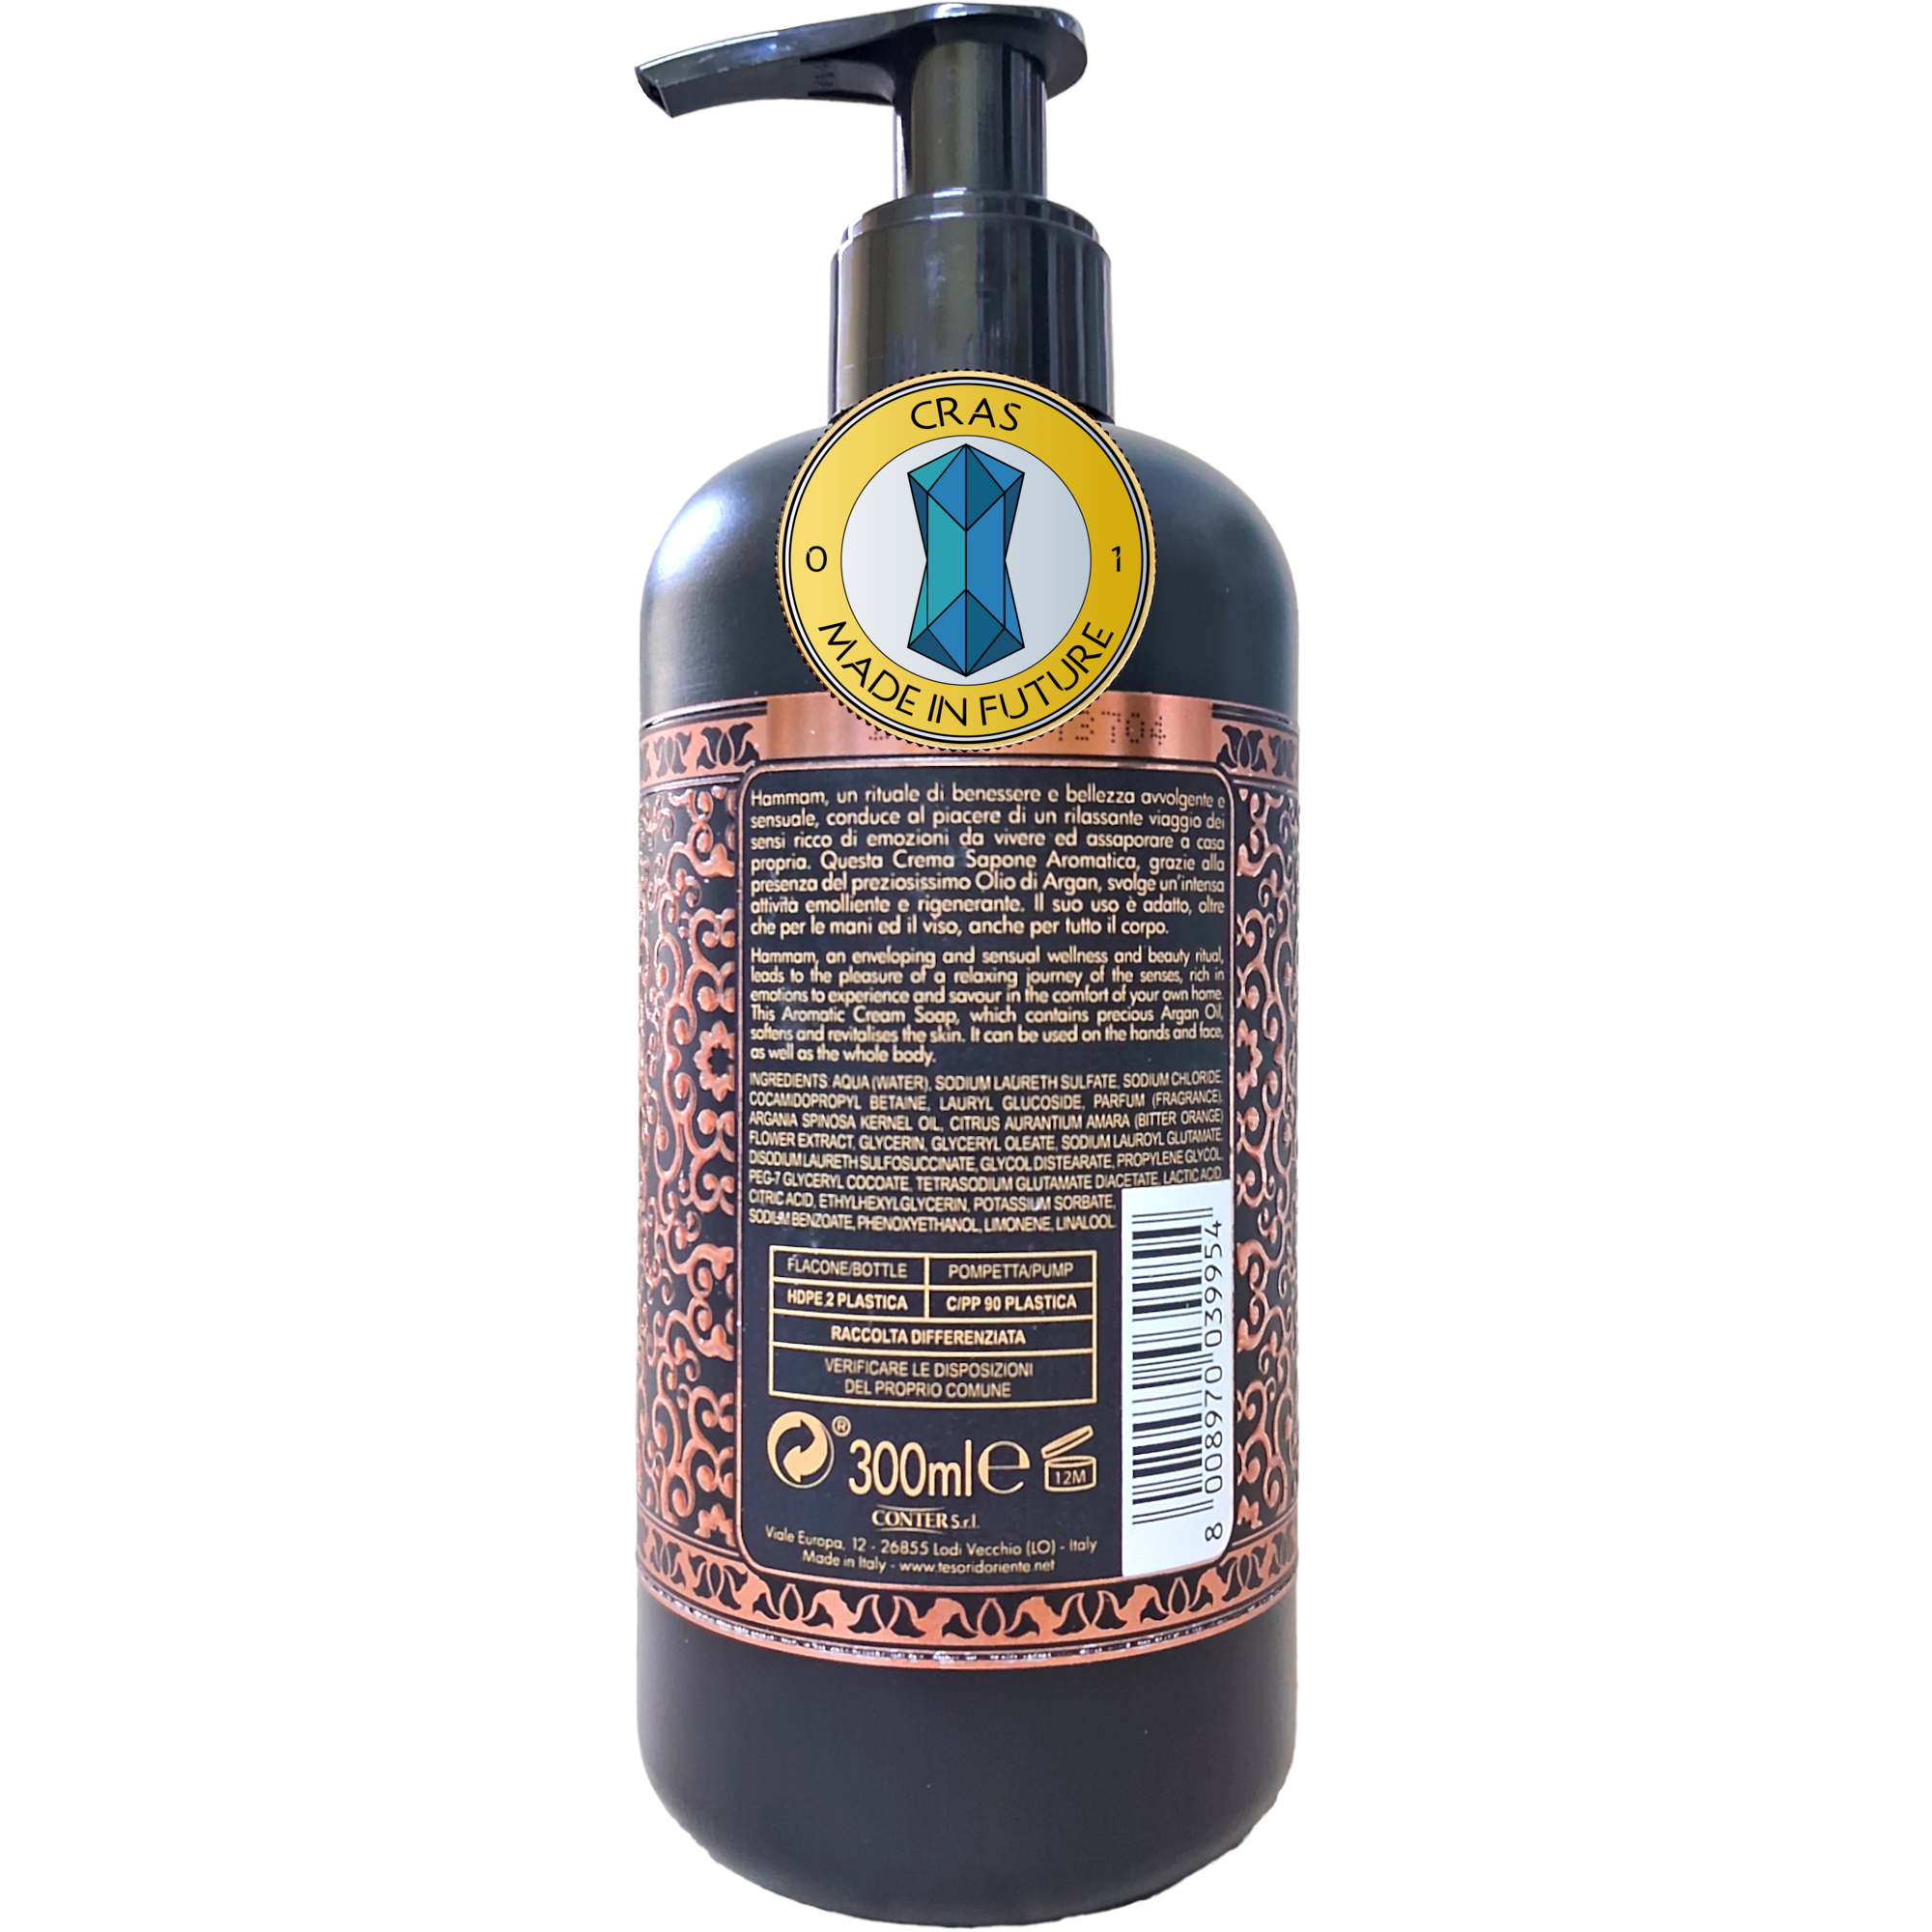 CRAS
0 1
MADE IN FUTURE
3704
Hammam, un rituale di benessere e bellezza avvolgente e
sensuale, conduce al piacere di un rilassante viaggio dei
sensi ricco di emozioni da vivere ed assaporare a casa
propria. Questa Crema Sapone Aromatica, grazie alla
presenza del preziosissimo Olio di Argan, svolge un'intensa
attività emolliente e rigenerante. Il suo uso è adatto, oltre
che per le mani ed il viso, anche per tutto il corpo.
Hammam, an enveloping and sensual wellness and beauty ritual,
leads to the pleasure of a relaxing journey of the senses, rich in
emotions to experience and savour in the comfort of your own home.
This Aromatic Cream Soap, which contains precious Argan Oil,
softens and revitalises the skin. It can be used on the hands and face,
as well as the whole body.
INGREDIENTS: AQUA (WATER), SODIUM LAURETH SULFATE, SODIUM CHLORIDE,
COCAMIDOPROPYL BETAINE, LAURYL GLUCOSIDE, PARFUM (FRAGRANCE),
ARGANIA SPINOSA KERNEL OIL, CITRUS AURANTIUM AMARA (BITTER ORANGE)
FLOWER EXTRACT, GLYCERIN, GLYCERYL OLEATE, SODIUM LAUROYL GLUTAMATE,
DISODIUM LAURETH SULFOSUCCINATE, GLYCOL DISTEARATE, PROPYLENE GLYCOL,
PEG-7 GLYCERYL COCOATE, TETRASODIUM GLUTAMATE DIACETATE, LACTIC ACID,
CITRIC ACID, ETHYLHEXYLGLYCERIN, POTASSIUM SORBATE,
SODIUM BENZOATE, PHENOXYETHANOL, LIMONENE, LINALOOL.
FLACONE/BOTTLE POMPETTA/PUMP
HDPE 2 PLASTICA C/PP 90 PLASTICA
RACCOLTA DIFFERENZIATA
VERIFICARE LE DISPOSIZIONI
DEL PROPRIO COMUNE
® 300ml e 12M
CONTER S.r.l.
Viale Europa, 12 - 26855 Lodi Vecchio (LO) - Italy
Made in Italy - www.tesoridoriente.net
8 008970 039954